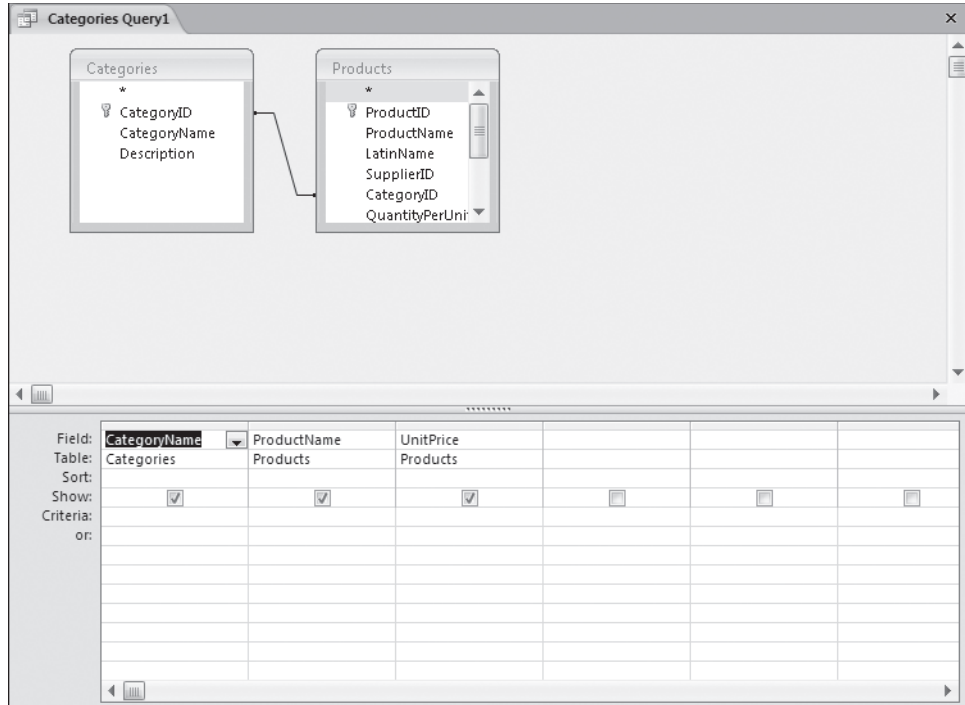 Categories Query1
Categories
*
CategoryID
CategoryName
Description
Products
*
ProductID
ProductName
LatinName
SupplierID
CategoryID
QuantityPerUni
Field: CategoryName ProductName UnitPrice
Table: Categories Products Products
Sort:
Show:
Criteria:
or: